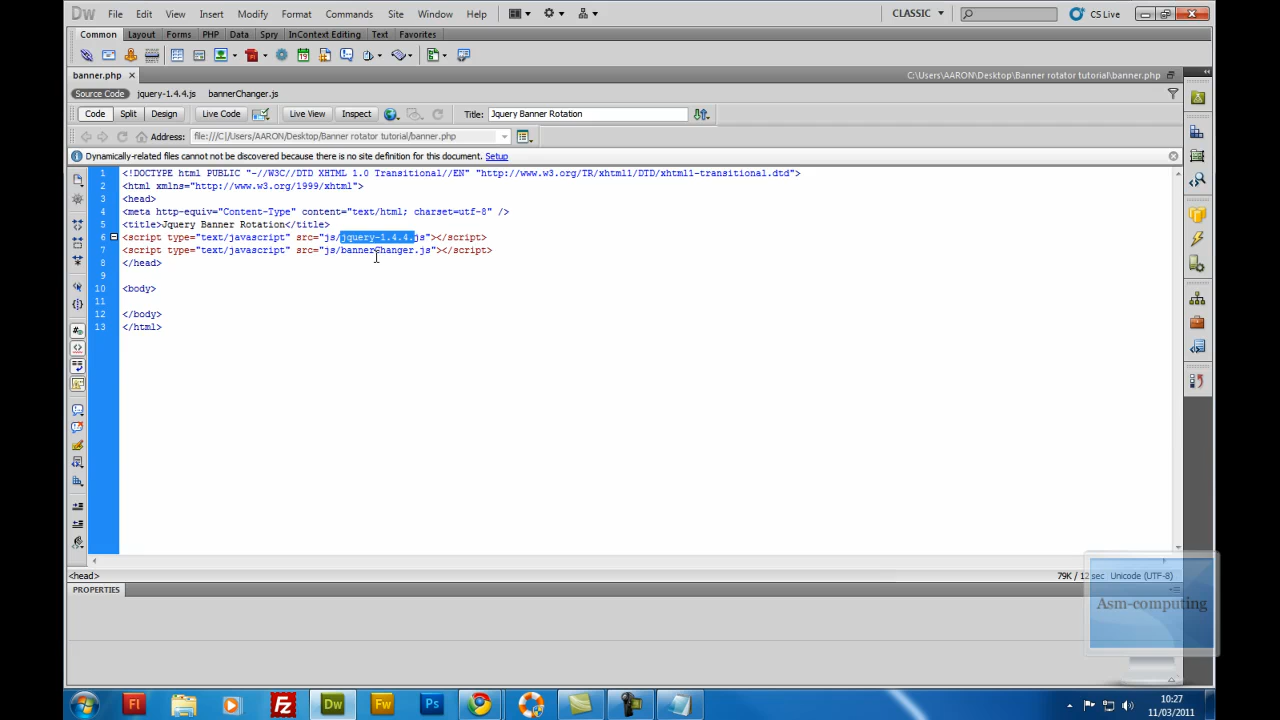 Dw File Edit View Insert Modify Format Commands Site Window Help CLASSIC CS Live
Common Layout Forms PHP Data Spry InContext Editing Text Favorites
banner.php × C:\Users\AARON\Desktop\Banner rotator tutorial\banner.php
Source Code jquery-1.4.4.js bannerChanger.js
Code Split Design Live Code Live View Inspect Title: Jquery Banner Rotation
Address: file:///C|/Users/AARON/Desktop/Banner rotator tutorial/banner.php
Dynamically-related files cannot not be discovered because there is no site definition for this document. Setup
1 <!DOCTYPE html PUBLIC "-//W3C//DTD XHTML 1.0 Transitional//EN" "http://www.w3.org/TR/xhtml1/DTD/xhtml1-transitional.dtd">
2 <html xmlns="http://www.w3.org/1999/xhtml">
3 <head>
4 <meta http-equiv="Content-Type" content="text/html; charset=utf-8" />
5 <title>Jquery Banner Rotation</title>
6 <script type="text/javascript" src="js/jquery-1.4.4.js"></script>
7 <script type="text/javascript" src="js/bannerChanger.js"></script>
8 </head>
9
10 <body>
11
12 </body>
13 </html>
<head> 79K / 12 sec Unicode (UTF-8)
PROPERTIES
Asm-computing
Fl Fz Dw Fw Ps 10:27
11/03/2011